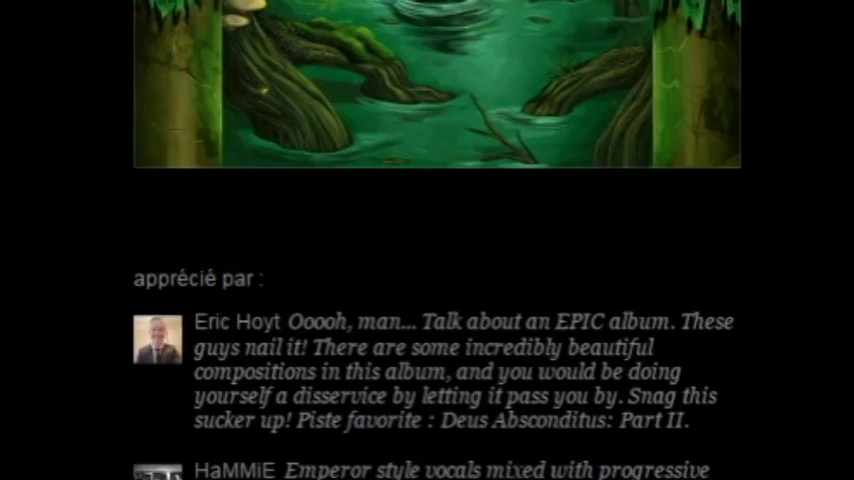 apprécié par :
Eric Hoyt Ooooh, man... Talk about an EPIC album. These
guys nail it! There are some incredibly beautiful
compositions in this album, and you would be doing
yourself a disservice by letting it pass you by. Snag this
sucker up! Piste favorite : Deus Absconditus: Part II.
HaMMiE Emperor style vocals mixed with progressive